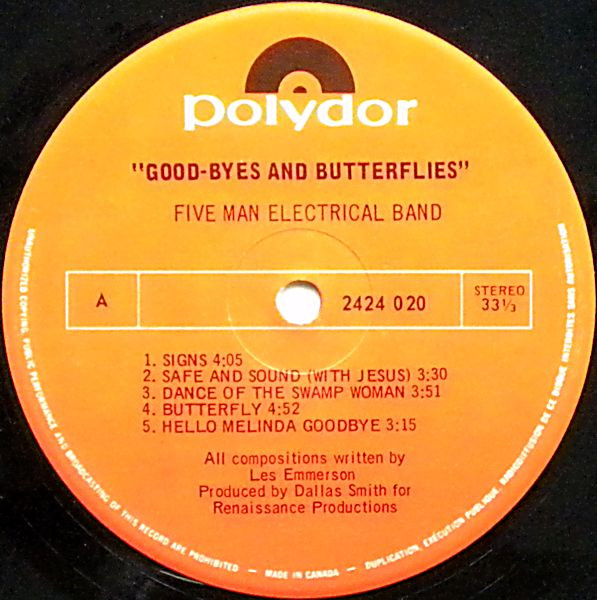 polydor
"GOOD-BYES AND BUTTERFLIES"
FIVE MAN ELECTRICAL BAND
A
2424 020
STEREO
33⅓
1. SIGNS 4:05
2. SAFE AND SOUND (WITH JESUS) 3:30
3. DANCE OF THE SWAMP WOMAN 3:51
4. BUTTERFLY 4:52
5. HELLO MELINDA GOODBYE 3:15
All compositions written by
Les Emmerson
Produced by Dallas Smith for
Renaissance Productions
UNAUTHORIZED COPYING, PUBLIC PERFORMANCE AND BROADCASTING OF THIS RECORD ARE PROHIBITED — MADE IN CANADA — DUPLICATION, EXÉCUTION PUBLIQUE, RADIODIFFUSION DE CE DISQUE INTERDITES SANS AUTORISATION